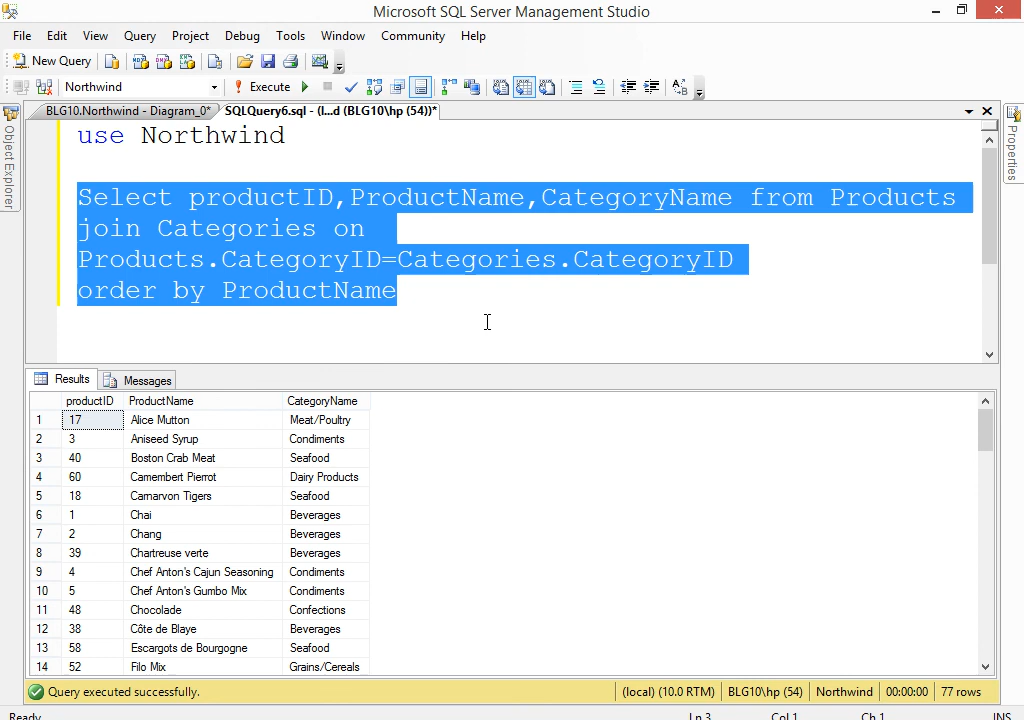 Microsoft SQL Server Management Studio
File Edit View Query Project Debug Tools Window Community Help
New Query
Northwind Execute
BLG10.Northwind - Diagram_0* SQLQuery6.sql - (l...d (BLG10\hp (54))*
Object Explorer
Properties
use Northwind
Select productID,ProductName,CategoryName from Products
join Categories on
Products.CategoryID=Categories.CategoryID
order by ProductName
Results Messages
productID ProductName CategoryName
1 17 Alice Mutton Meat/Poultry
2 3 Aniseed Syrup Condiments
3 40 Boston Crab Meat Seafood
4 60 Camembert Pierrot Dairy Products
5 18 Carnarvon Tigers Seafood
6 1 Chai Beverages
7 2 Chang Beverages
8 39 Chartreuse verte Beverages
9 4 Chef Anton's Cajun Seasoning Condiments
10 5 Chef Anton's Gumbo Mix Condiments
11 48 Chocolade Confections
12 38 Côte de Blaye Beverages
13 58 Escargots de Bourgogne Seafood
14 52 Filo Mix Grains/Cereals
Query executed successfully. (local) (10.0 RTM) BLG10\hp (54) Northwind 00:00:00 77 rows
Ready Ln 3 Col 1 Ch 1 INS